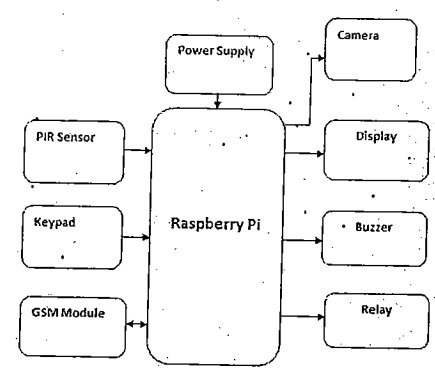 Power Supply
Camera
PIR Sensor
Display
Keypad
Raspberry Pi
Buzzer
GSM Module
Relay